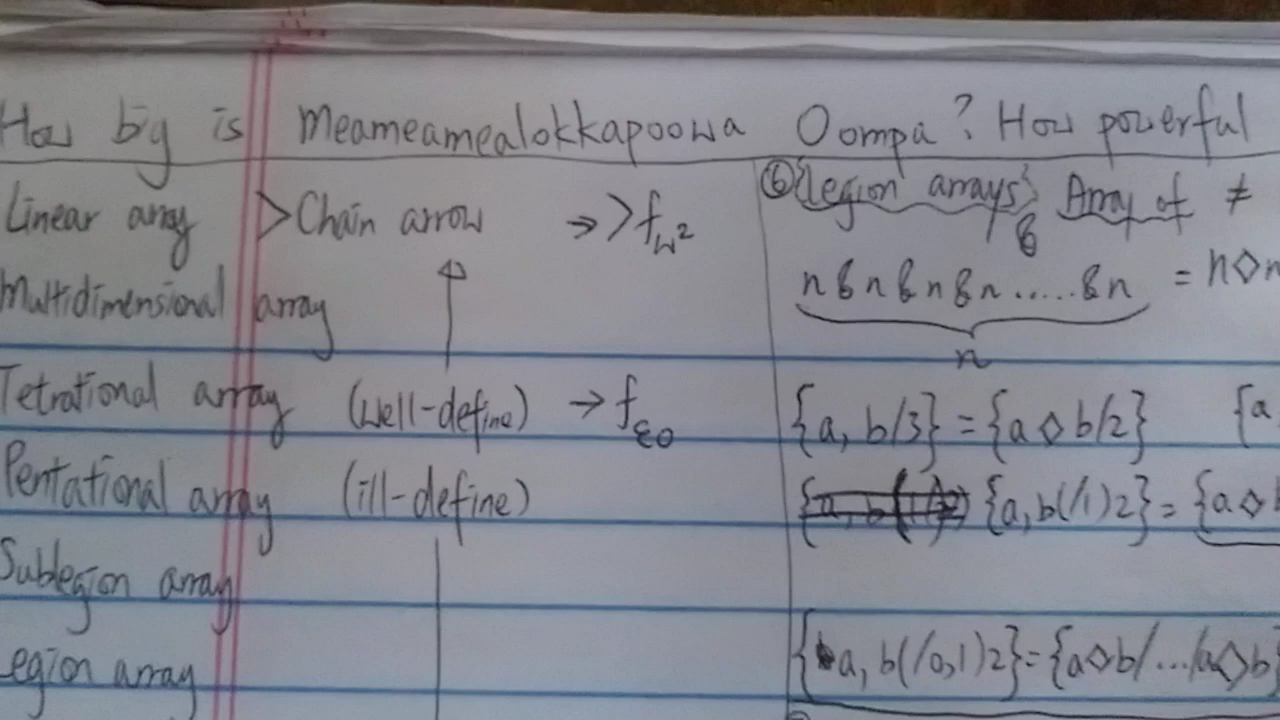 How big is Meameamealokkapoowa Oompa? How powerful
Linear array > Chain arrow → > f_ω²
Multidimensional array
Tetrational array (well-define) → f_ε0
Pentational array (ill-define)
Sublegion array
Legion array
⑥ 'Legion arrays' Array of ≠
n & n & n & n ..... & n = n◇n
n
{a, b/3} = {a ◇ b/2} {a,
{a, b(/1)2} = {a ◇ b
{a, b(/0,1)2} = {a◇b/.../a◇b}